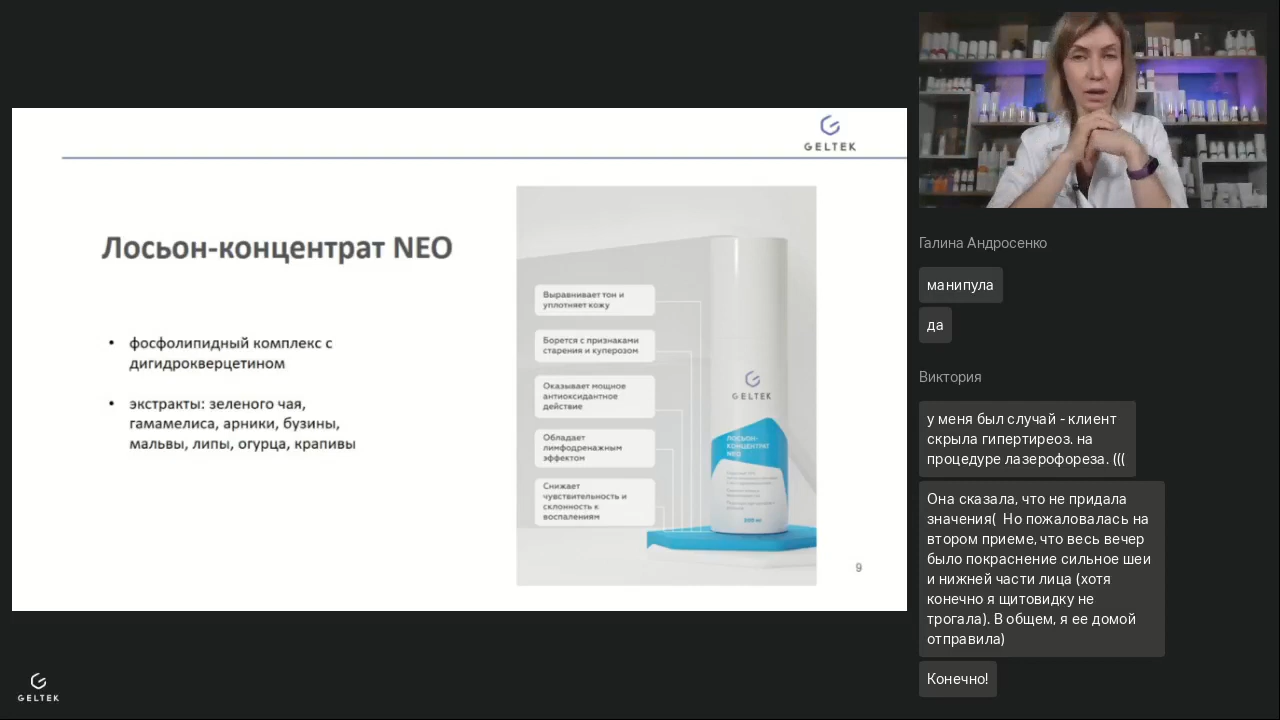 GELTEK
Лосьон-концентрат NEO
• фосфолипидный комплекс с
дигидрокверцетином
• экстракты: зеленого чая,
гамамелиса, арники, бузины,
мальвы, липы, огурца, крапивы
Выравнивает тон и
уплотняет кожу
Борется с признаками
старения и куперозом
Оказывает мощное
антиоксидантное
действие
Обладает
лимфодренажным
эффектом
Снижает
чувствительность и
склонность к
воспалениям
GELTEK
ЛОСЬОН-
КОНЦЕНТРАТ
NEO
9
GELTEK
Галина Андросенко
манипула
да
Виктория
у меня был случай - клиент
скрыла гипертиреоз. на
процедуре лазерофореза. (((
Она сказала, что не придала
значения( Но пожаловалась на
втором приеме, что весь вечер
было покраснение сильное шеи
и нижней части лица (хотя
конечно я щитовидку не
трогала). В общем, я ее домой
отправила)
Конечно!